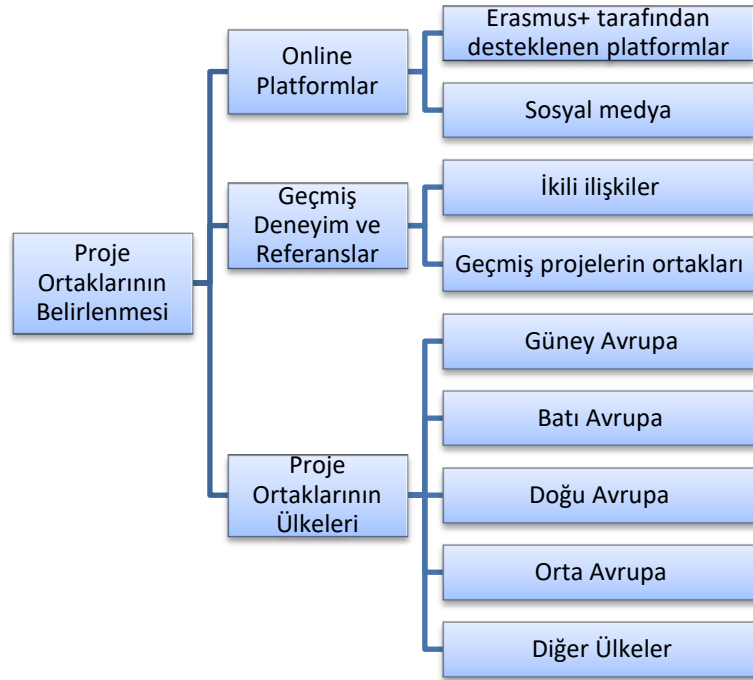 Proje
Ortaklarının
Belirlenmesi
Online
Platformlar
Erasmus+ tarafından
desteklenen platformlar
Sosyal medya
Geçmiş
Deneyim ve
Referanslar
İkili ilişkiler
Geçmiş projelerin ortakları
Proje
Ortaklarının
Ülkeleri
Güney Avrupa
Batı Avrupa
Doğu Avrupa
Orta Avrupa
Diğer Ülkeler